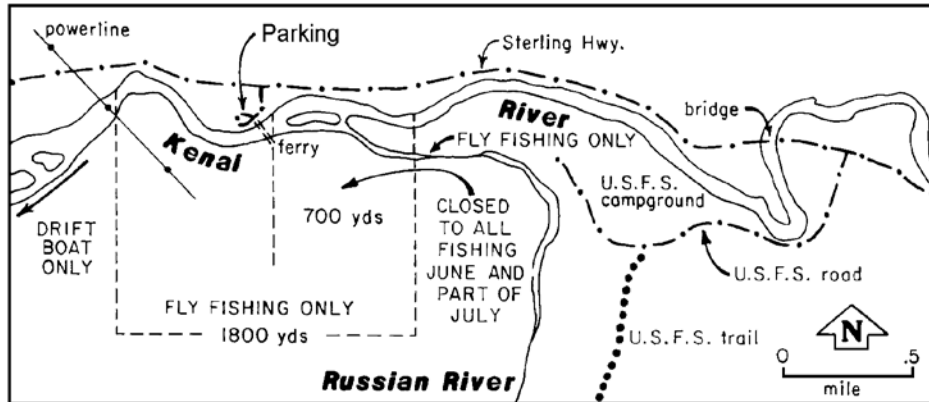 powerline
Parking
Sterling Hwy.
River
bridge
Kenai
ferry
FLY FISHING ONLY
U.S.F.S.
campground
700 yds
CLOSED
TO ALL
FISHING
JUNE AND
PART OF
JULY
DRIFT
BOAT
ONLY
U.S.F.S. road
FLY FISHING ONLY
1800 yds
U.S.F.S. trail
N
Russian River
0 .5
mile